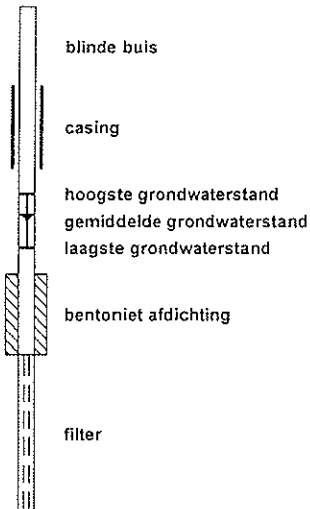 blinde buis
casing
hoogste grondwaterstand
gemiddelde grondwaterstand
laagste grondwaterstand
bentoniet afdichting
filter